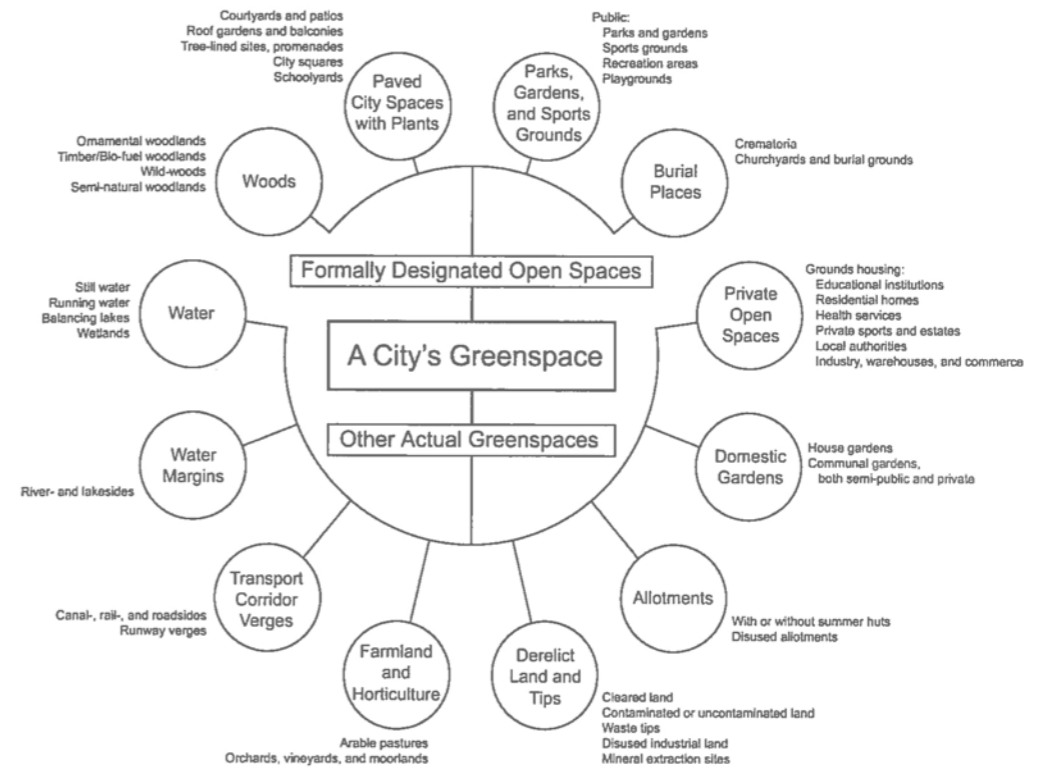 Courtyards and patios
Roof gardens and balconies
Tree-lined sites, promenades
City squares
Schoolyards
Paved
City Spaces
with Plants
Public:
Parks and gardens
Sports grounds
Recreation areas
Playgrounds
Parks,
Gardens,
and Sports
Grounds
Ornamental woodlands
Timber/Bio-fuel woodlands
Wild-woods
Semi-natural woodlands
Woods
Crematoria
Churchyards and burial grounds
Burial
Places
Formally Designated Open Spaces
Still water
Running water
Balancing lakes
Wetlands
Water
A City's Greenspace
Private
Open
Spaces
Grounds housing:
Educational institutions
Residential homes
Health services
Private sports and estates
Local authorities
Industry, warehouses, and commerce
Other Actual Greenspaces
Water
Margins
River- and lakesides
Domestic
Gardens
House gardens
Communal gardens,
both semi-public and private
Transport
Corridor
Verges
Canal-, rail-, and roadsides
Runway verges
Allotments
With or without summer huts
Disused allotments
Farmland
and
Horticulture
Arable pastures
Orchards, vineyards, and moorlands
Derelict
Land and
Tips
Cleared land
Contaminated or uncontaminated land
Waste tips
Disused industrial land
Mineral extraction sites